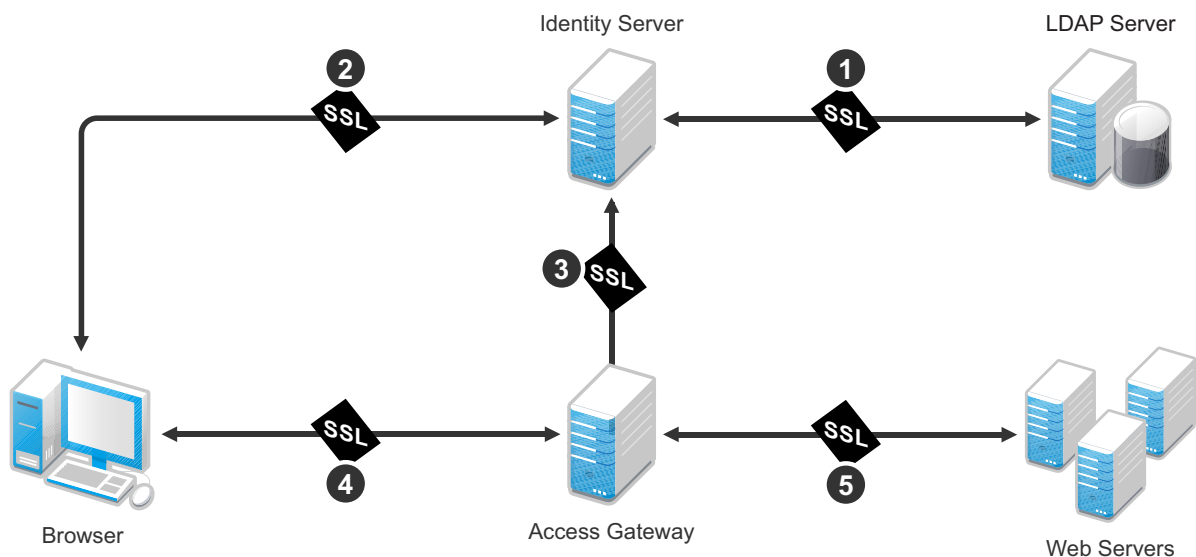 Identity Server
LDAP Server
2
1
SSL
SSL
3
SSL
SSL
SSL
4
5
Browser
Access Gateway
Web Servers